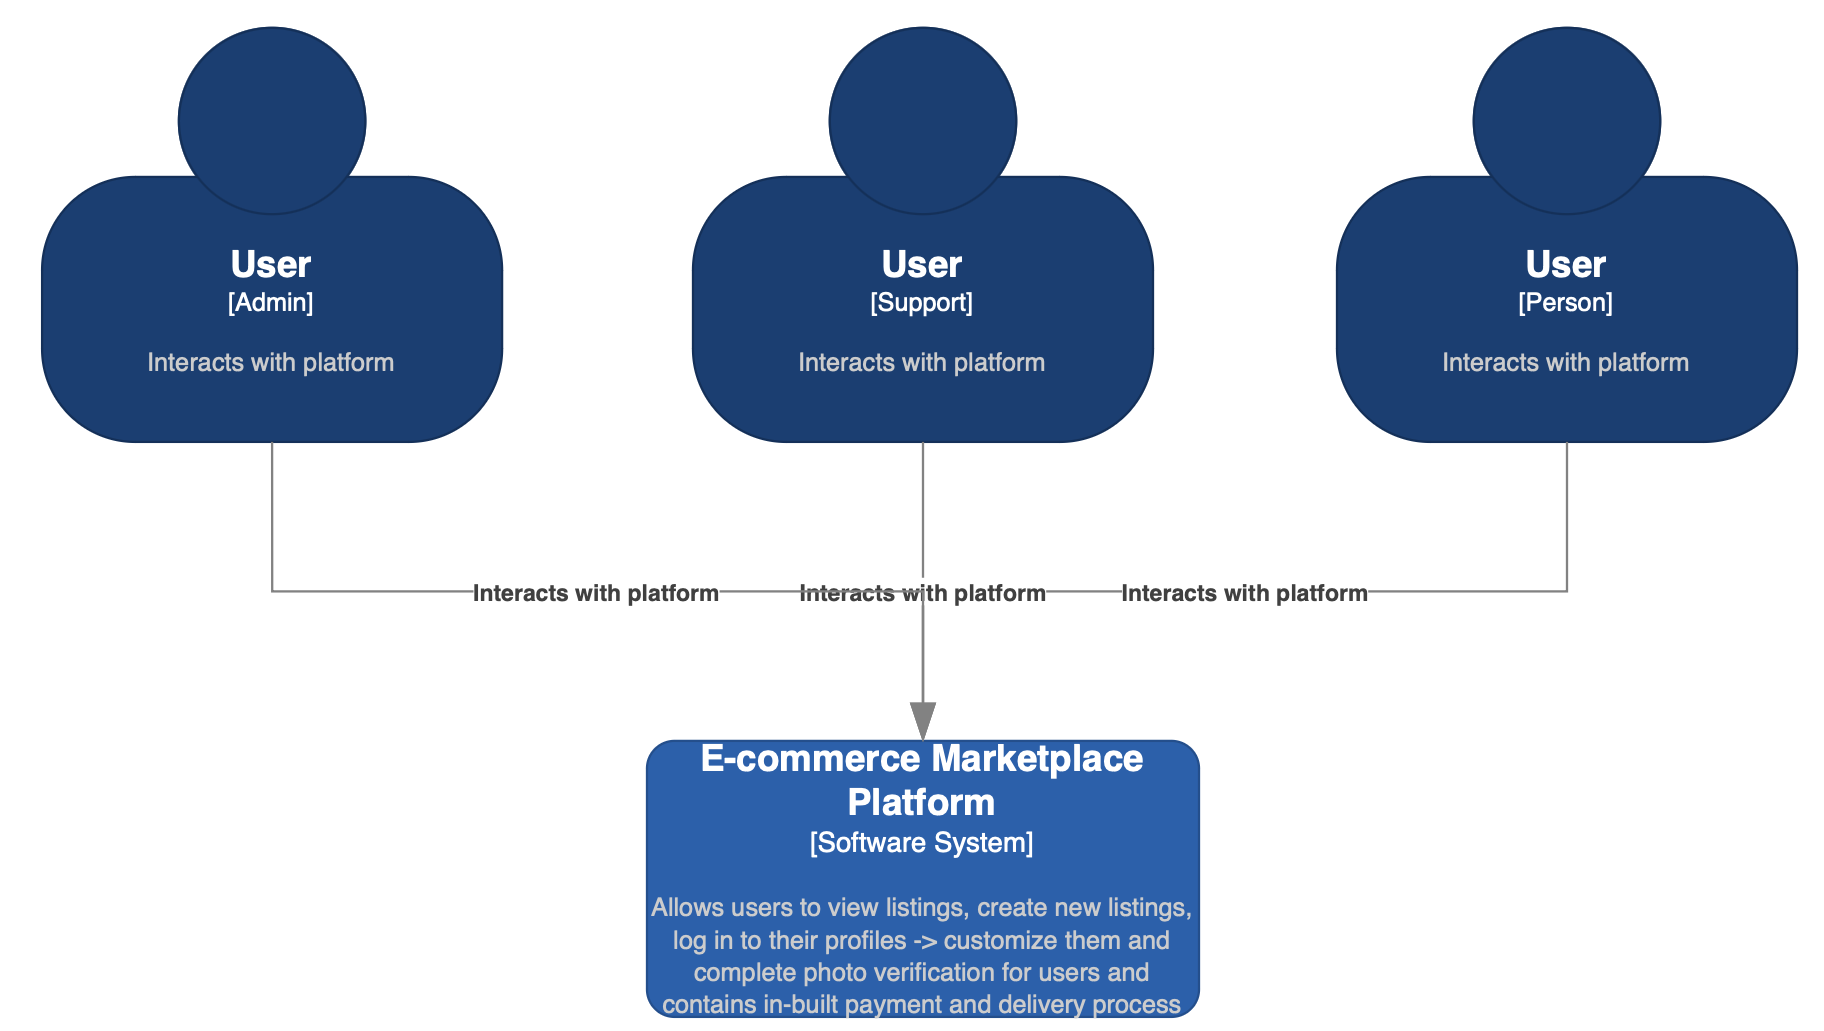 User
[Admin]
Interacts with platform
User
[Support]
Interacts with platform
User
[Person]
Interacts with platform
Interacts with platform
Interacts with platform
Interacts with platform
E-commerce Marketplace
Platform
[Software System]
Allows users to view listings, create new listings,
log in to their profiles -> customize them and
complete photo verification for users and
contains in-built payment and delivery process